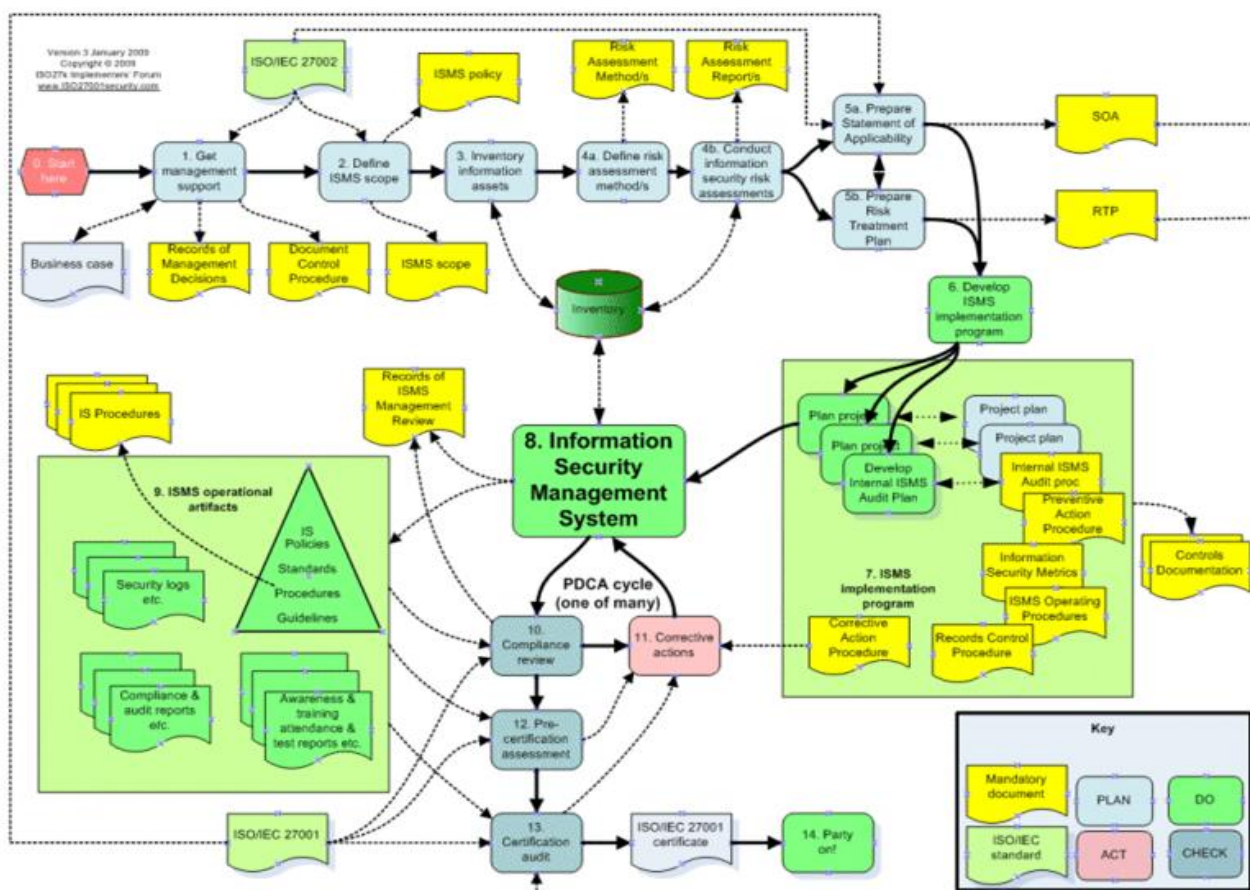 Version 3 January 2009
Copyright © 2009
ISO27k Implementers' Forum
www.ISO27001security.com
ISO/IEC 27002
ISMS policy
Risk
Assessment
Method/s
Risk
Assessment
Report/s
5a. Prepare
Statement of
Applicability
SOA
0. Start
here
1. Get
management
support
2. Define
ISMS scope
3. Inventory
information
assets
4a. Define risk
assessment
method/s
4b. Conduct
information
security risk
assessments
5b. Prepare
Risk
Treatment
Plan
RTP
Business case
Records of
Management
Decisions
Document
Control
Procedure
ISMS scope
Inventory
6. Develop
ISMS
implementation
program
IS Procedures
Records of
ISMS
Management
Review
8. Information
Security
Management
System
Plan project
Plan project
Develop
Internal ISMS
Audit Plan
Project plan
Project plan
Internal ISMS
Audit proc
Preventive
Action
Procedure
Controls
Documentation
Information
Security Metrics
7. ISMS
implementation
program
ISMS Operating
Procedures
Corrective
Action
Procedure
Records Control
Procedure
9. ISMS operational
artifacts
IS
Policies
Standards
Procedures
Guidelines
Security logs
etc.
Compliance &
audit reports
etc.
Awareness &
training
attendance &
test reports etc.
PDCA cycle
(one of many)
10.
Compliance
review
11. Corrective
actions
12. Pre-
certification
assessment
ISO/IEC 27001
13.
Certification
audit
ISO/IEC 27001
certificate
14. Party
on!
Key
Mandatory
document
PLAN
DO
ISO/IEC
standard
ACT
CHECK